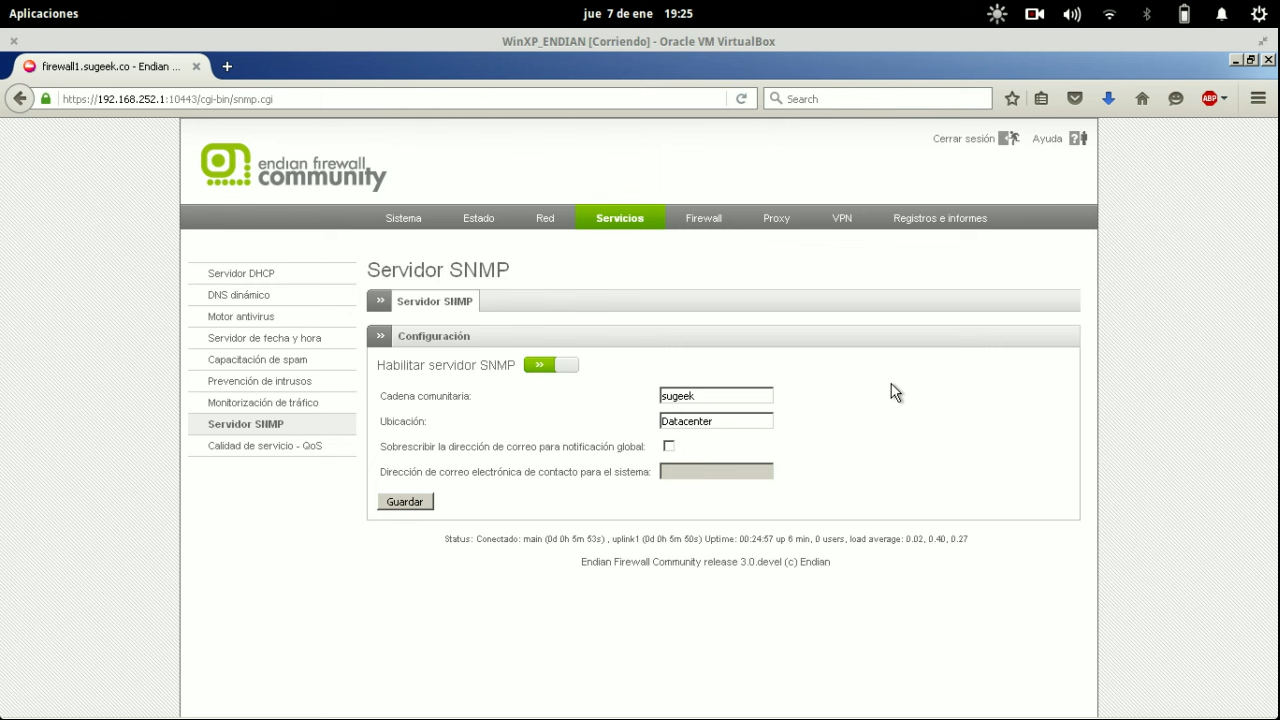 Aplicaciones
jue 7 de ene 19:25
WinXP_ENDIAN [Corriendo] - Oracle VM VirtualBox
firewall1.sugeek.co - Endian ...
https://192.168.252.1:10443/cgi-bin/snmp.cgi
Search
ABP
Cerrar sesión
Ayuda
endian firewall
community
Sistema
Estado
Red
Servicios
Firewall
Proxy
VPN
Registros e informes
Servidor DHCP
DNS dinámico
Motor antivirus
Servidor de fecha y hora
Capacitación de spam
Prevención de intrusos
Monitorización de tráfico
Servidor SNMP
Calidad de servicio - QoS
Servidor SNMP
» Servidor SNMP
» Configuración
Habilitar servidor SNMP »
Cadena comunitaria: sugeek
Ubicación: Datacenter
Sobrescribir la dirección de correo para notificación global:
Dirección de correo electrónica de contacto para el sistema:
Guardar
Status: Conectado: main (0d 0h 5m 53s) , uplink1 (0d 0h 5m 50s) Uptime: 00:24:57 up 6 min, 0 users, load average: 0.02, 0.40, 0.27
Endian Firewall Community release 3.0.devel (c) Endian